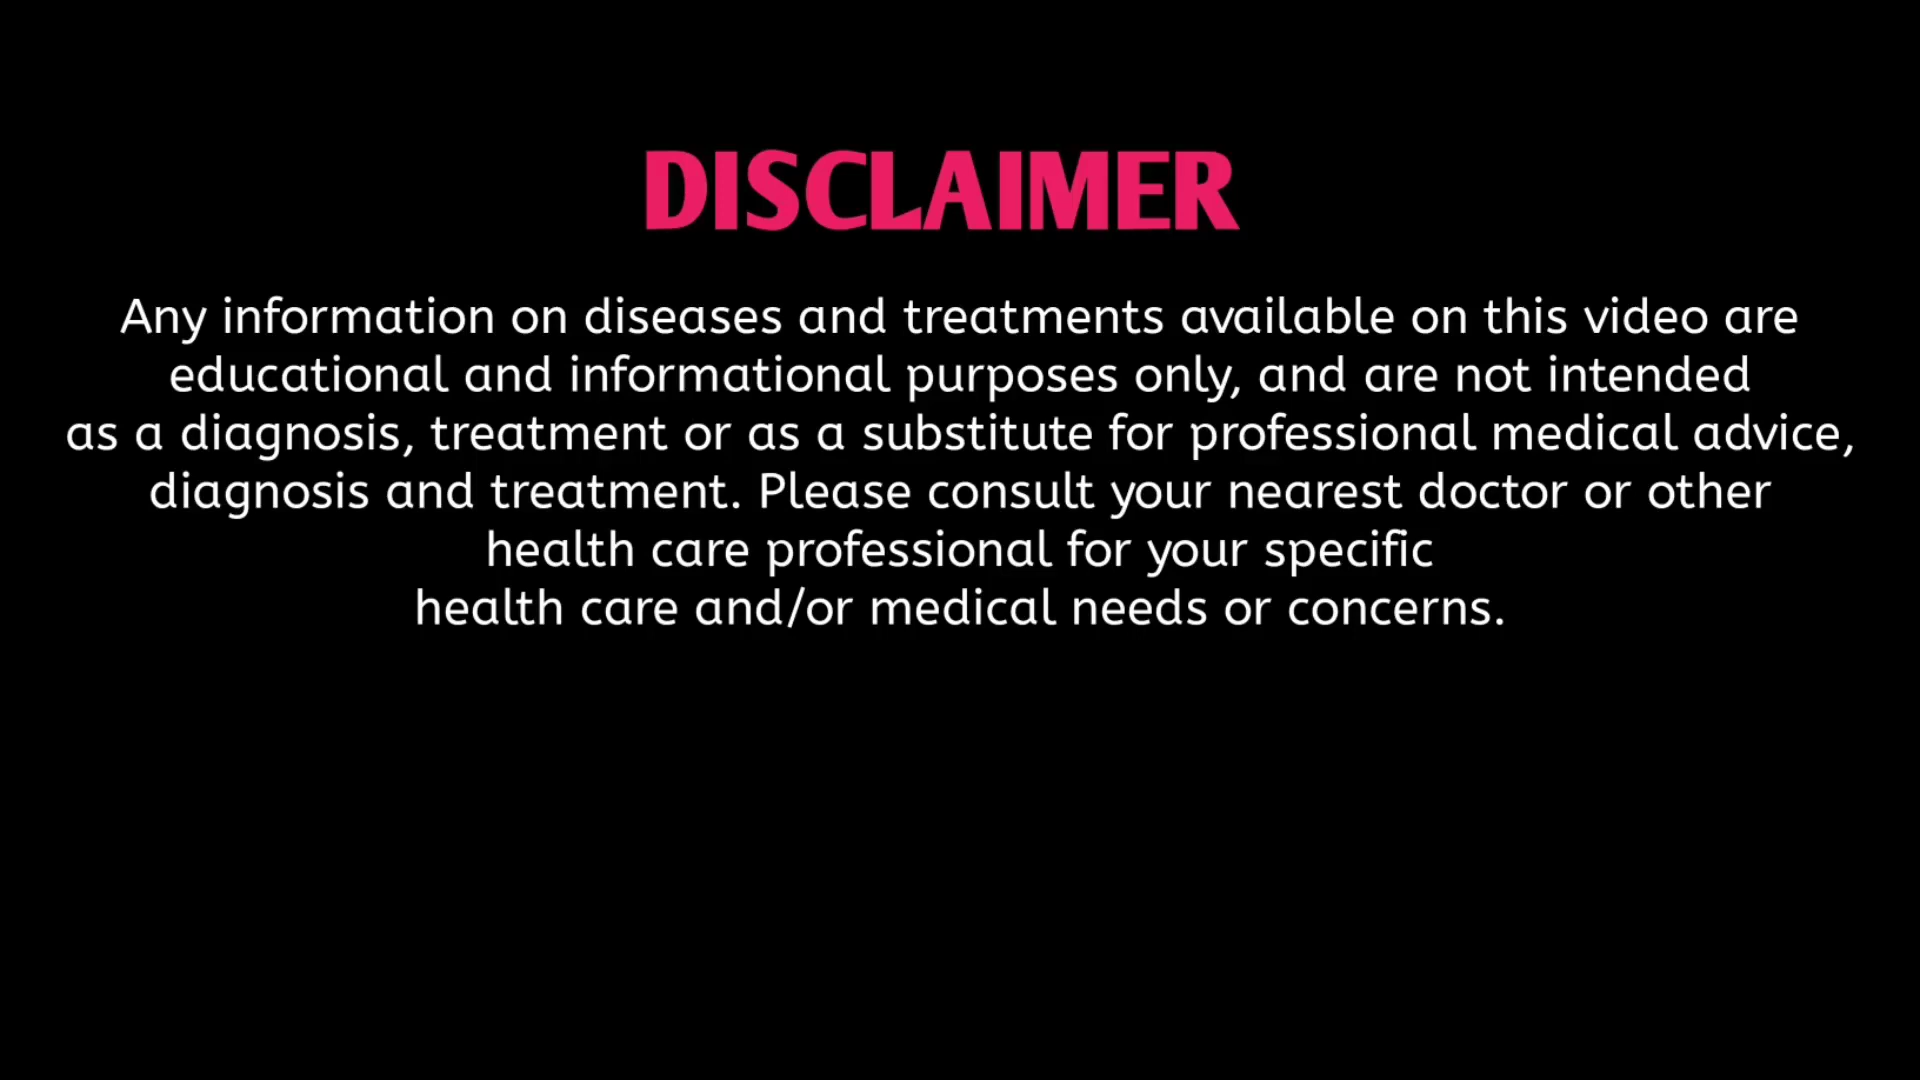 DISCLAIMER
Any information on diseases and treatments available on this video are
educational and informational purposes only, and are not intended
as a diagnosis, treatment or as a substitute for professional medical advice,
diagnosis and treatment. Please consult your nearest doctor or other
health care professional for your specific
health care and/or medical needs or concerns.